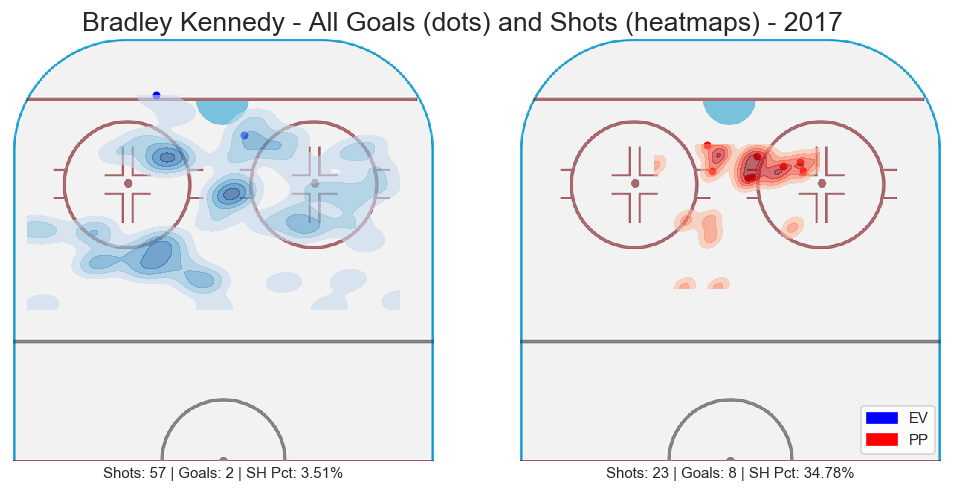 Bradley Kennedy - All Goals (dots) and Shots (heatmaps) - 2017
EV
PP
Shots: 57 | Goals: 2 | SH Pct: 3.51%
Shots: 23 | Goals: 8 | SH Pct: 34.78%